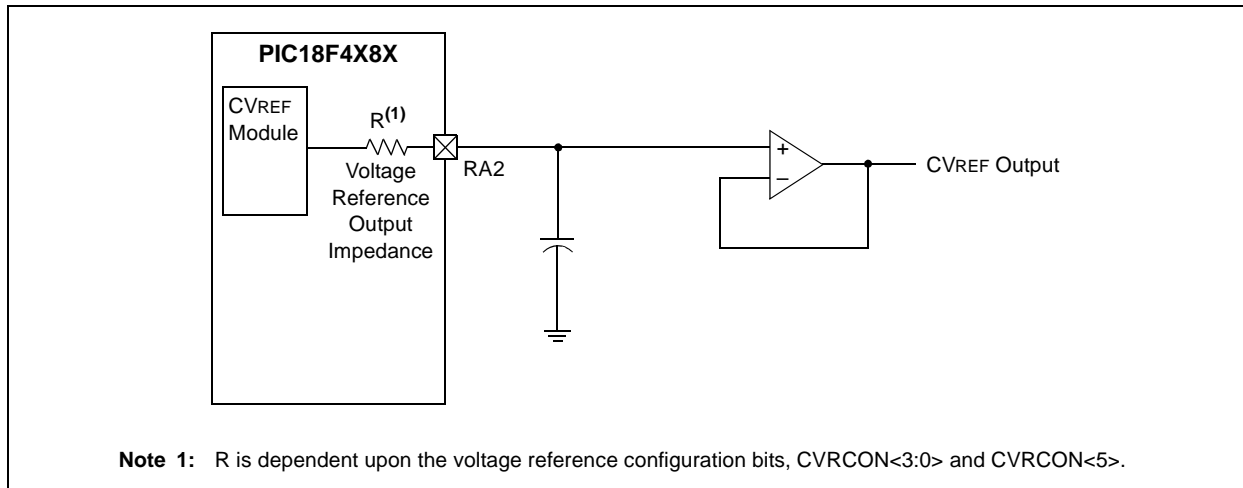 PIC18F4X8X
CVREF
Module
R(1)
Voltage
Reference
Output
Impedance
RA2
+
–
CVREF Output
Note 1: R is dependent upon the voltage reference configuration bits, CVRCON<3:0> and CVRCON<5>.